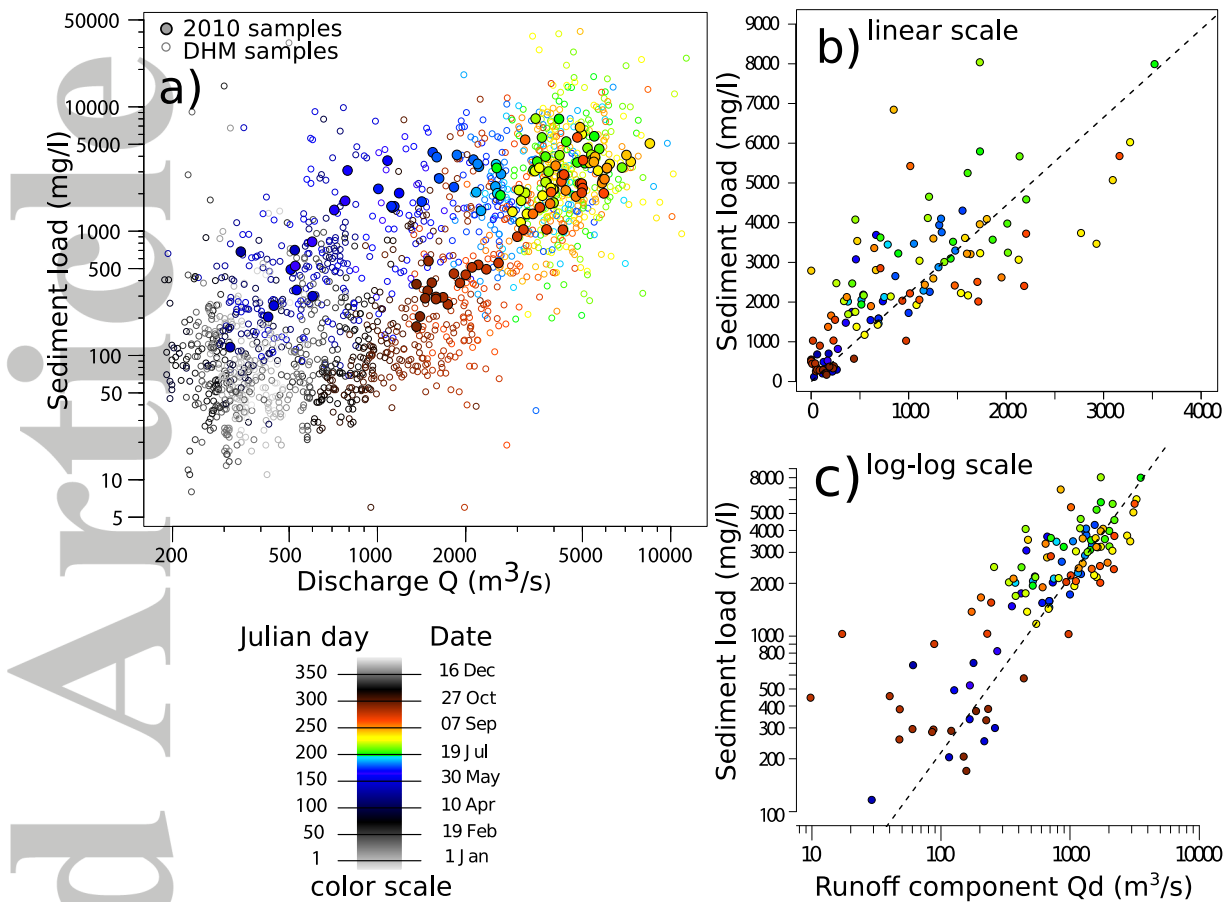 d Article
a)
2010 samples
DHM samples
Sediment load (mg/l)
50000
10000
5000
1000
500
100
50
10
5
200
500
1000
2000
5000
10000
Discharge Q (m3/s)
b) linear scale
Sediment load (mg/l)
9000
8000
7000
6000
5000
4000
3000
2000
1000
0
0
1000
2000
3000
4000
c) log-log scale
Sediment load (mg/l)
8000
5000
4000
3000
2000
1000
800
500
400
300
200
100
10
100
1000
10000
Runoff component Qd (m3/s)
Julian day Date
350 16 Dec
300 27 Oct
250 07 Sep
200 19 Jul
150 30 May
100 10 Apr
50 19 Feb
1 1 Jan
color scale